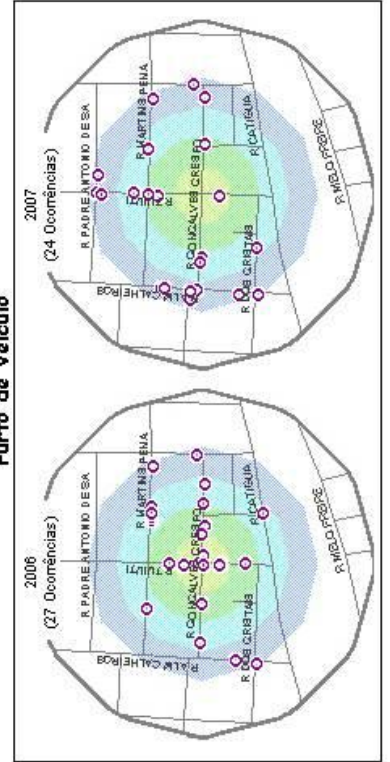 Furto de Veículo
2006
(27 Ocorrências)
R PADRE ANTONIO DE SA
R MARTINS PENA
R TUIUTI
R GONCALVES CRESPO
R ALM CALHEIROS
R DOS CRISTAIS
R CATIGUA
R MELO FREIRE
2007
(24 Ocorrências)
R PADRE ANTONIO DE SA
R MARTINS PENA
R TUIUTI
R GONCALVES CRESPO
R ALM CALHEIROS
R DOS CRISTAIS
R CATIGUA
R MELO FREIRE